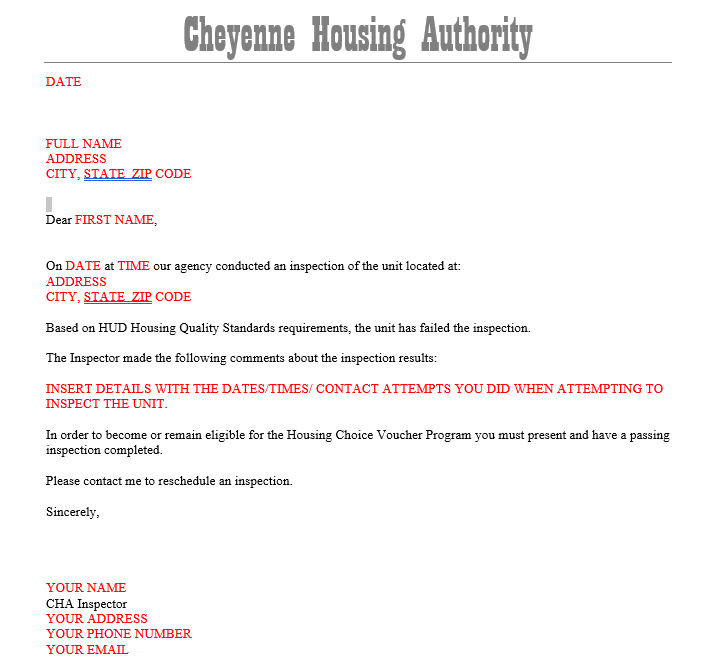 Cheyenne Housing Authority
DATE
FULL NAME
ADDRESS
CITY, STATE ZIP CODE
Dear FIRST NAME,
On DATE at TIME our agency conducted an inspection of the unit located at:
ADDRESS
CITY, STATE ZIP CODE
Based on HUD Housing Quality Standards requirements, the unit has failed the inspection.
The Inspector made the following comments about the inspection results:
INSERT DETAILS WITH THE DATES/TIMES/ CONTACT ATTEMPTS YOU DID WHEN ATTEMPTING TO
INSPECT THE UNIT.
In order to become or remain eligible for the Housing Choice Voucher Program you must present and have a passing
inspection completed.
Please contact me to reschedule an inspection.
Sincerely,
YOUR NAME
CHA Inspector
YOUR ADDRESS
YOUR PHONE NUMBER
YOUR EMAIL